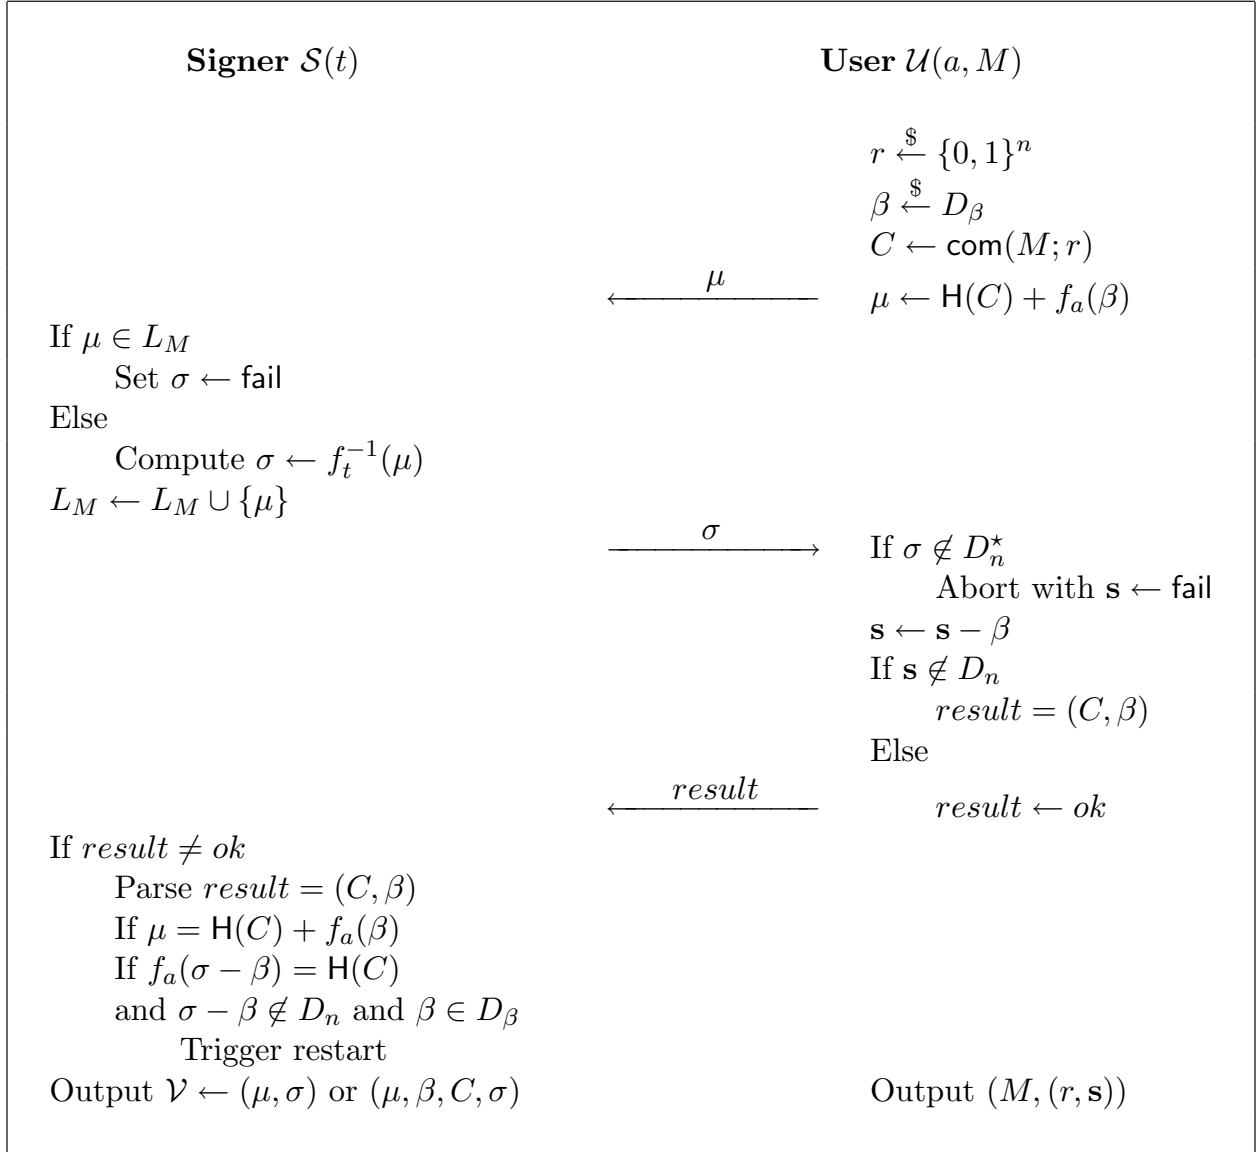 Signer 𝒮(t) User 𝒰(a, M)
r ←$ {0, 1}ⁿ
β ←$ D_β
C ← com(M; r)
μ
μ ← H(C) + f_a(β)
If μ ∈ L_M
Set σ ← fail
Else
Compute σ ← f_t^{-1}(μ)
L_M ← L_M ∪ {μ}
σ
If σ ∉ D_n^⋆
Abort with s ← fail
s ← s − β
If s ∉ D_n
result = (C, β)
Else
result
result ← ok
If result ≠ ok
Parse result = (C, β)
If μ = H(C) + f_a(β)
If f_a(σ − β) = H(C)
and σ − β ∉ D_n and β ∈ D_β
Trigger restart
Output 𝒱 ← (μ, σ) or (μ, β, C, σ) Output (M, (r, s))